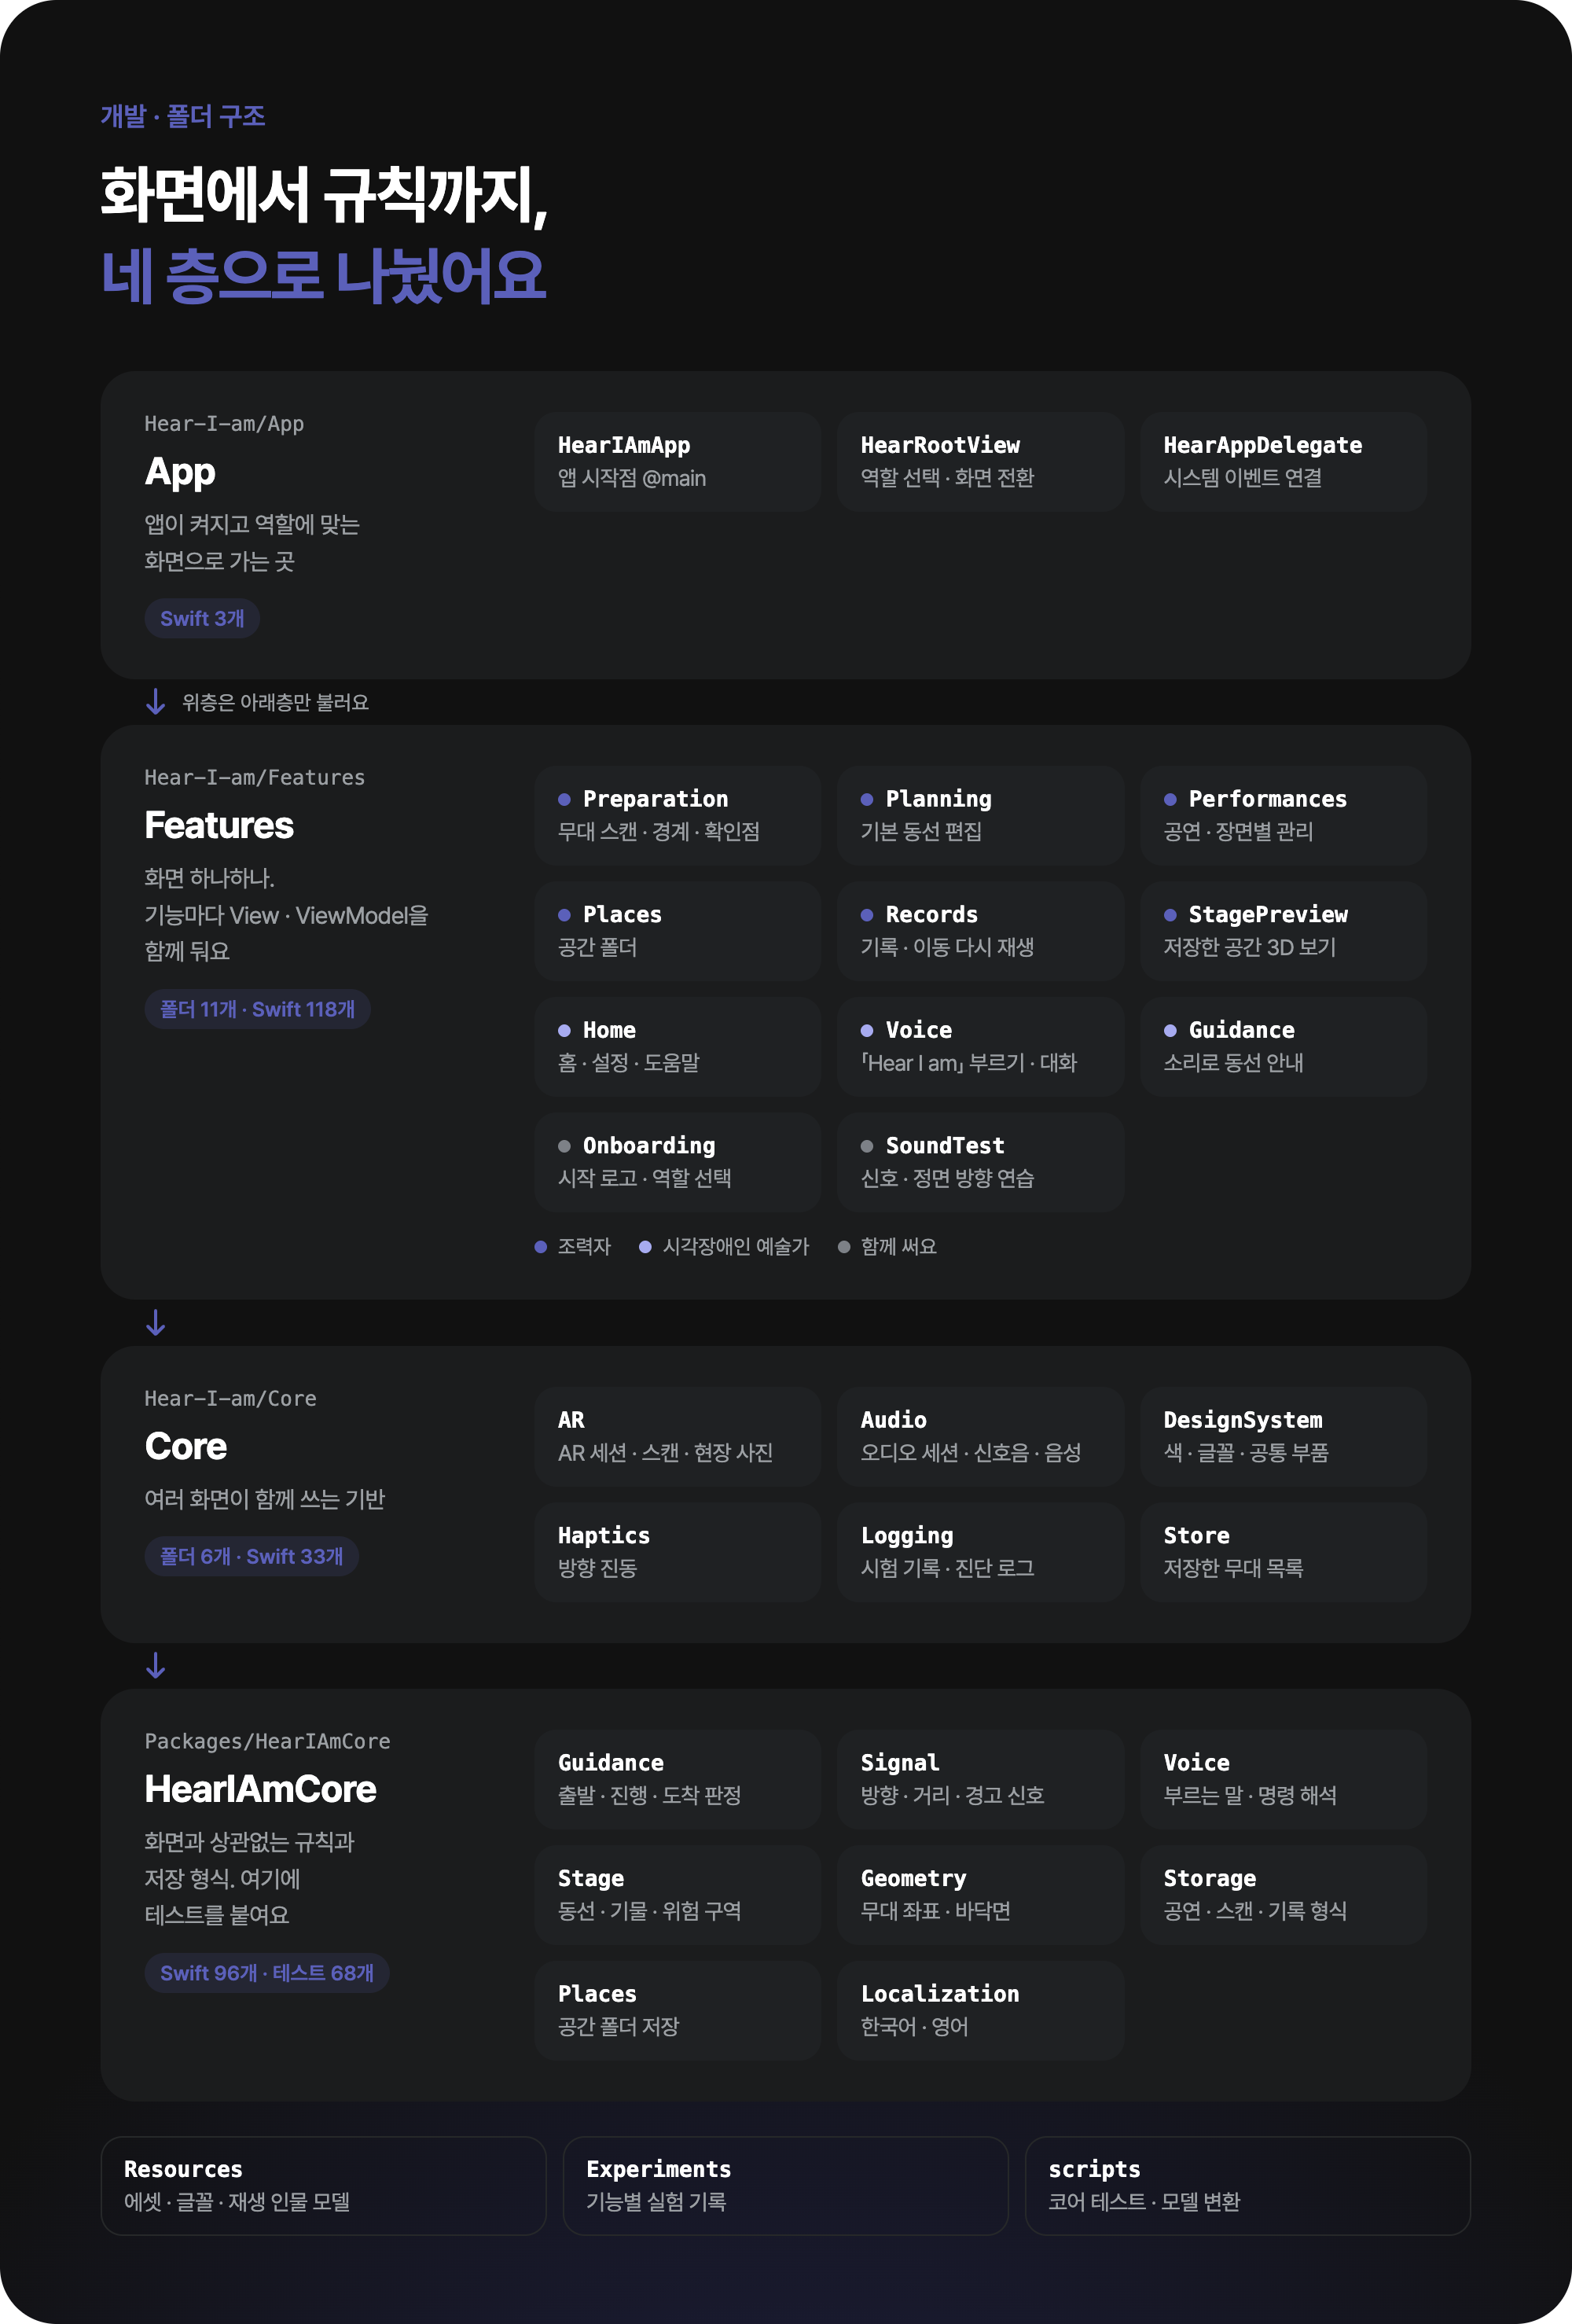 개발 · 폴더 구조
화면에서 규칙까지,
네 층으로 나눴어요
Hear-I-am/App
App
앱이 켜지고 역할에 맞는
화면으로 가는 곳
Swift 3개
HearIAmApp
앱 시작점 @main
HearRootView
역할 선택 · 화면 전환
HearAppDelegate
시스템 이벤트 연결
위층은 아래층만 불러요
Hear-I-am/Features
Features
화면 하나하나.
기능마다 View · ViewModel을
함께 둬요
폴더 11개 · Swift 118개
Preparation
무대 스캔 · 경계 · 확인점
Planning
기본 동선 편집
Performances
공연 · 장면별 관리
Places
공간 폴더
Records
기록 · 이동 다시 재생
StagePreview
저장한 공간 3D 보기
Home
홈 · 설정 · 도움말
Voice
「Hear I am」 부르기 · 대화
Guidance
소리로 동선 안내
Onboarding
시작 로고 · 역할 선택
SoundTest
신호 · 정면 방향 연습
조력자
시각장애인 예술가
함께 써요
Hear-I-am/Core
Core
여러 화면이 함께 쓰는 기반
폴더 6개 · Swift 33개
AR
AR 세션 · 스캔 · 현장 사진
Audio
오디오 세션 · 신호음 · 음성
DesignSystem
색 · 글꼴 · 공통 부품
Haptics
방향 진동
Logging
시험 기록 · 진단 로그
Store
저장한 무대 목록
Packages/HearIAmCore
HearIAmCore
화면과 상관없는 규칙과
저장 형식. 여기에
테스트를 붙여요
Swift 96개 · 테스트 68개
Guidance
출발 · 진행 · 도착 판정
Signal
방향 · 거리 · 경고 신호
Voice
부르는 말 · 명령 해석
Stage
동선 · 기물 · 위험 구역
Geometry
무대 좌표 · 바닥면
Storage
공연 · 스캔 · 기록 형식
Places
공간 폴더 저장
Localization
한국어 · 영어
Resources
에셋 · 글꼴 · 재생 인물 모델
Experiments
기능별 실험 기록
scripts
코어 테스트 · 모델 변환